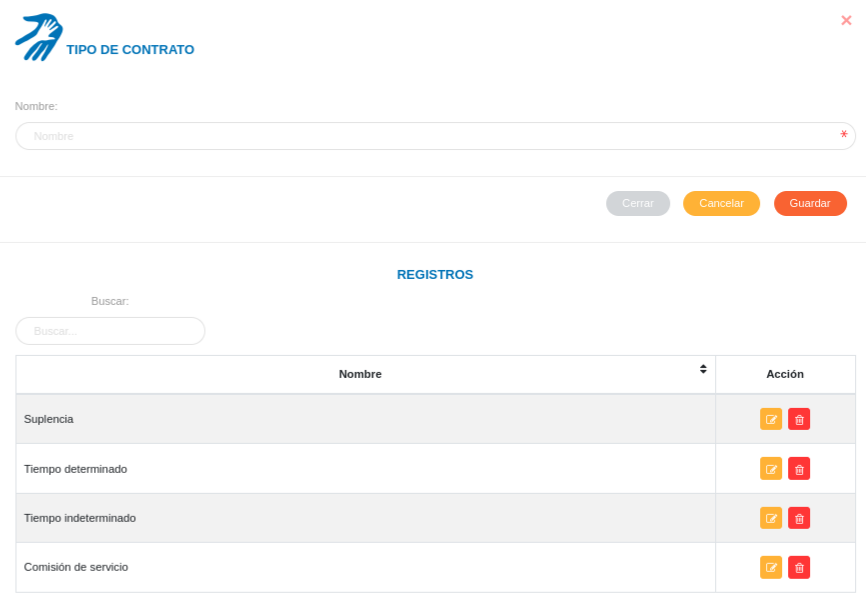 TIPO DE CONTRATO
Nombre:
Nombre *
Cerrar Cancelar Guardar
REGISTROS
Buscar:
Buscar...
Nombre Acción
Suplencia
Tiempo determinado
Tiempo indeterminado
Comisión de servicio